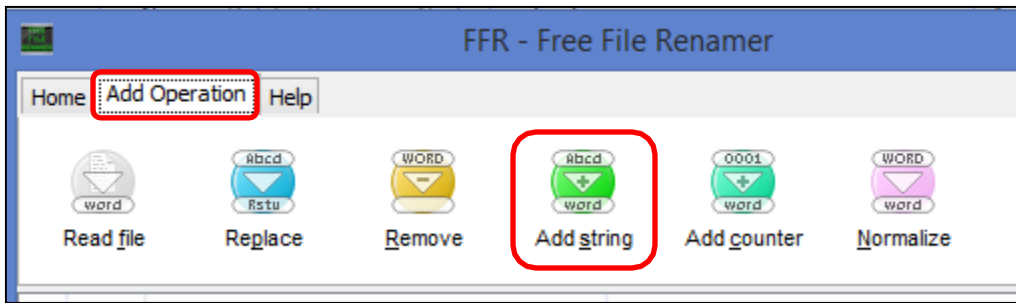 FFR - Free File Renamer
Home Add Operation Help
Abcd WORD Abcd 0001 WORD
word Rstu word word word
Read file Replace Remove Add string Add counter Normalize